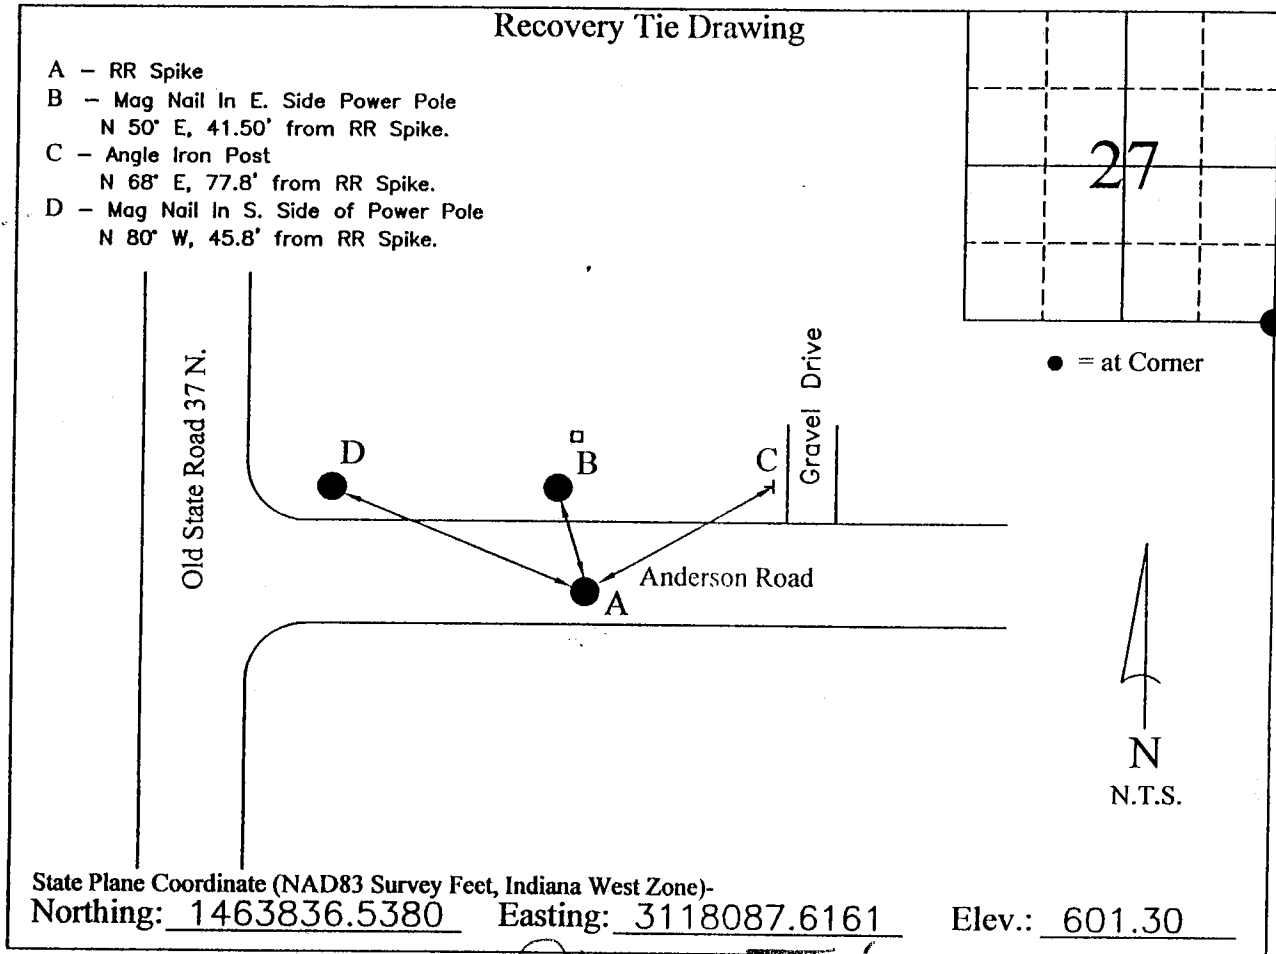 Recovery Tie Drawing
A - RR Spike
B - Mag Nail In E. Side Power Pole
N 50° E, 41.50' from RR Spike.
C - Angle Iron Post
N 68° E, 77.8' from RR Spike.
D - Mag Nail In S. Side of Power Pole
N 80° W, 45.8' from RR Spike.
27
● = at Corner
Old State Road 37 N.
D
B
C
Gravel Drive
Anderson Road
A
N
N.T.S.
State Plane Coordinate (NAD83 Survey Feet, Indiana West Zone)-
Northing: 1463836.5380 Easting: 3118087.6161 Elev.: 601.30